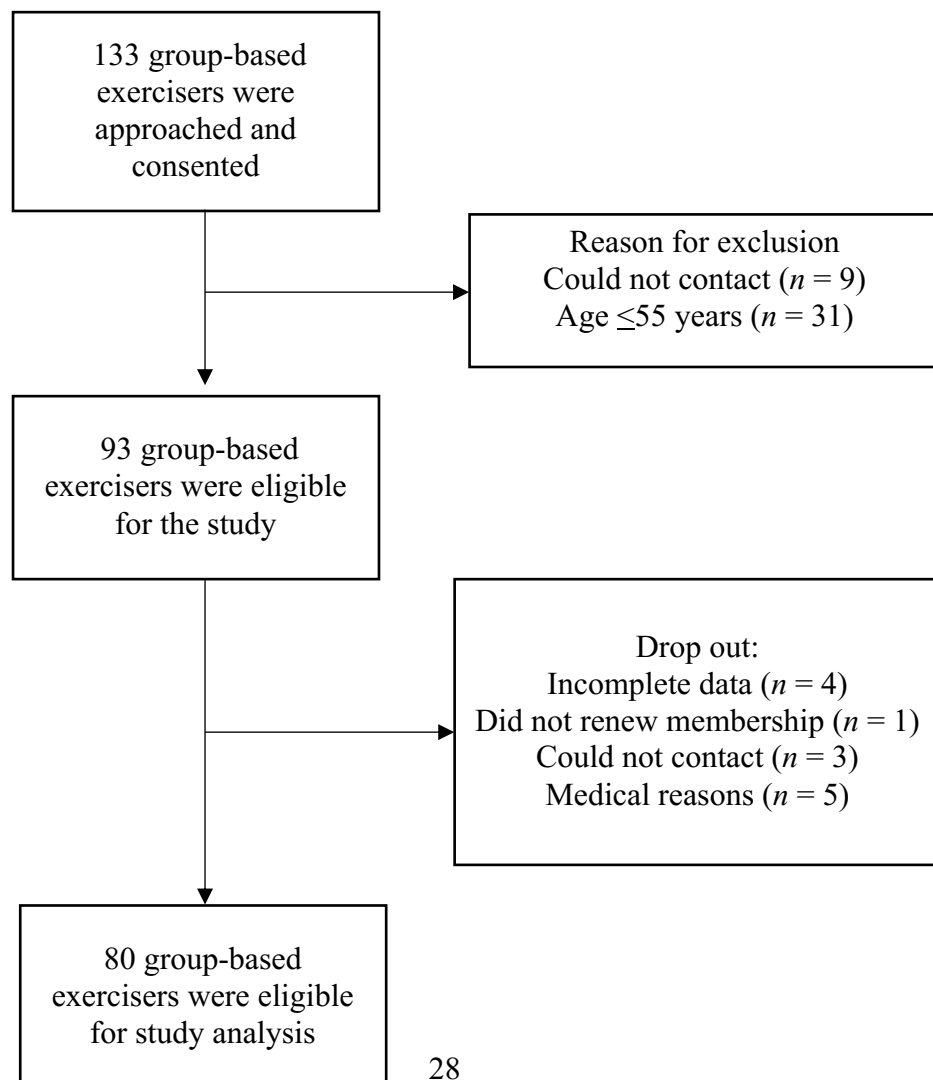 133 group-based
exercisers were
approached and
consented
Reason for exclusion
Could not contact (n = 9)
Age ≤55 years (n = 31)
93 group-based
exercisers were eligible
for the study
Drop out:
Incomplete data (n = 4)
Did not renew membership (n = 1)
Could not contact (n = 3)
Medical reasons (n = 5)
80 group-based
exercisers were eligible
for study analysis
28